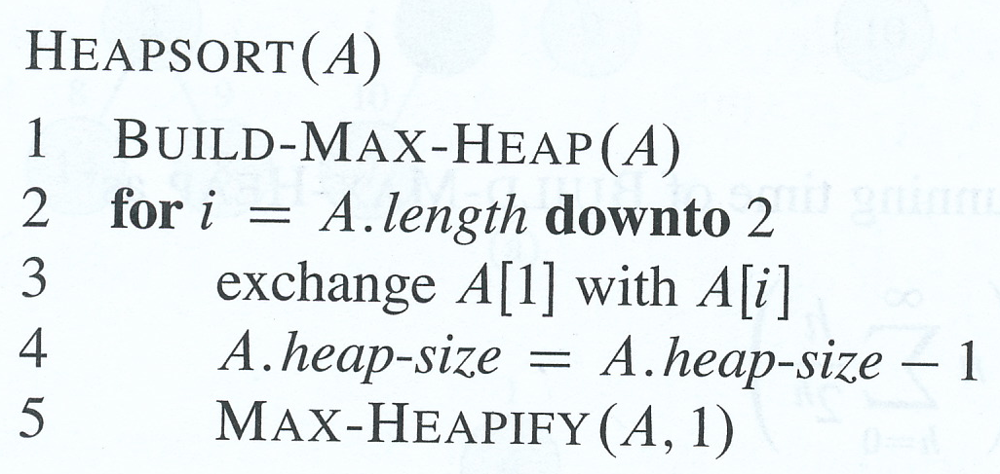 HEAPSORT(A)
1 BUILD-MAX-HEAP(A)
2 for i = A.length downto 2
3 exchange A[1] with A[i]
4 A.heap-size = A.heap-size − 1
5 MAX-HEAPIFY(A, 1)